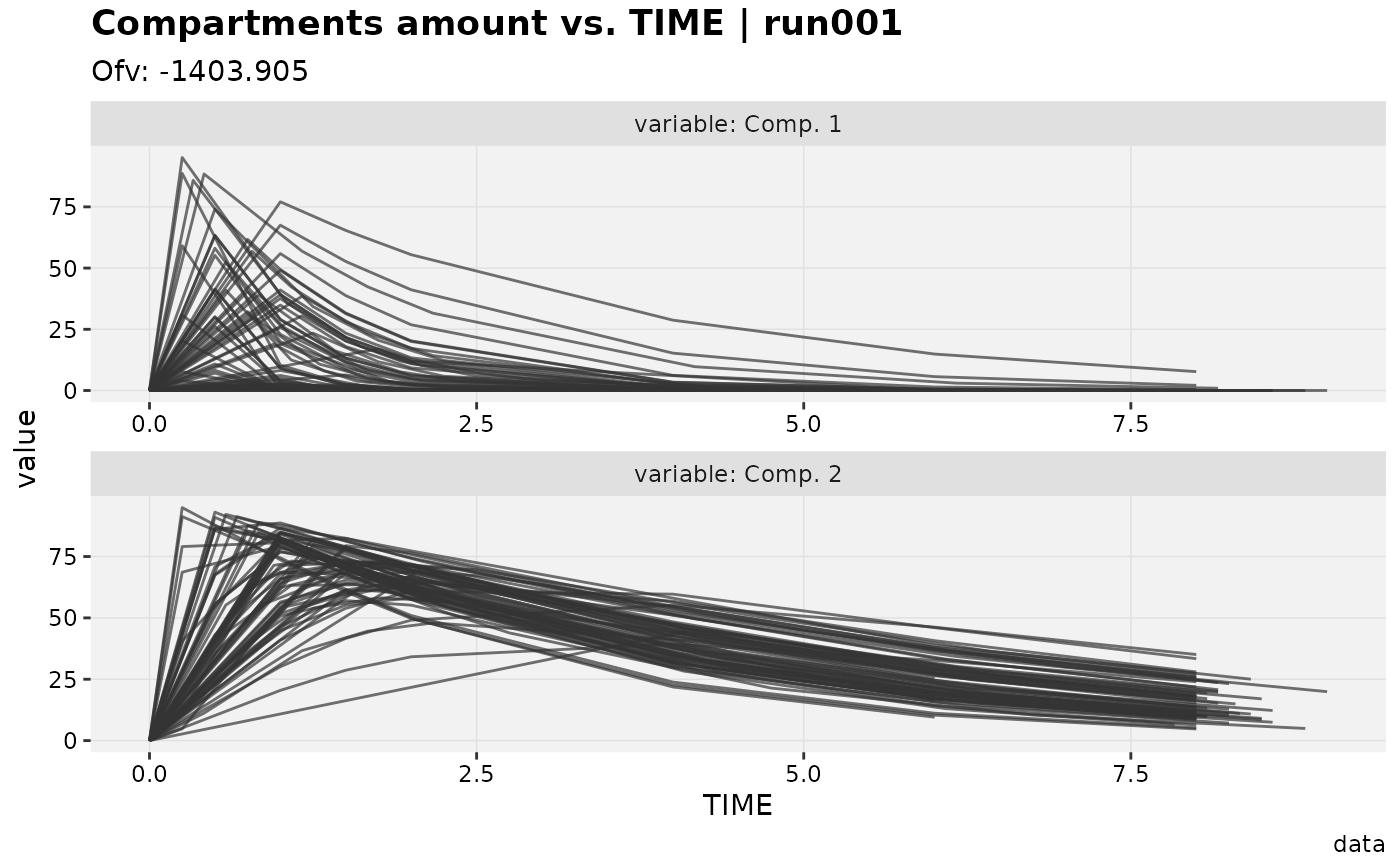 Compartments amount vs. TIME | run001
Ofv: -1403.905
variable: Comp. 1
75
50
25
0
0.0 2.5 5.0 7.5
value
variable: Comp. 2
75
50
25
0
0.0 2.5 5.0 7.5
TIME
data